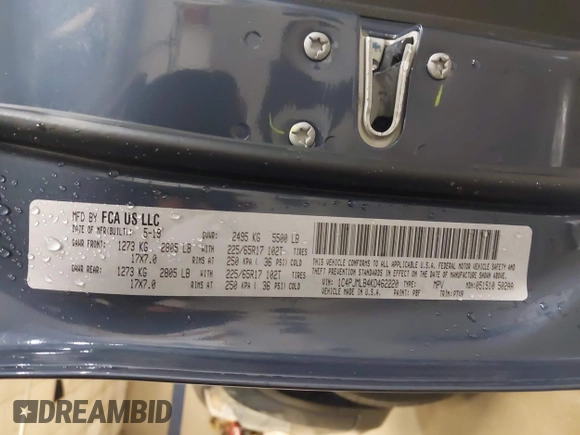 MFD BY FCA US LLC
DATE OF MFR(BUILT): 5-19 GVWR: 2495 KG 5500 LB
GAWR FRONT: 1273 KG 2805 LB WITH 225/65R17 102T TIRES
17X7.0 RIMS AT 250 KPA ( 36 PSI) COLD
GAWR REAR: 1273 KG 2805 LB WITH 225/65R17 102T TIRES
17X7.0 RIMS AT 250 KPA ( 36 PSI) COLD
THIS VEHICLE CONFORMS TO ALL APPLICABLE U.S.A. FEDERAL MOTOR VEHICLE SAFETY AND
THEFT PREVENTION STANDARDS IN EFFECT ON THE DATE OF MANUFACTURE SHOWN ABOVE.
VIN: 1C4PJMLB4KD462220 TYPE: MPV MDH:051510 502AA
VEHICLE MADE IN U.S.A. PAINT: PBF TRIM:
DREAMBID